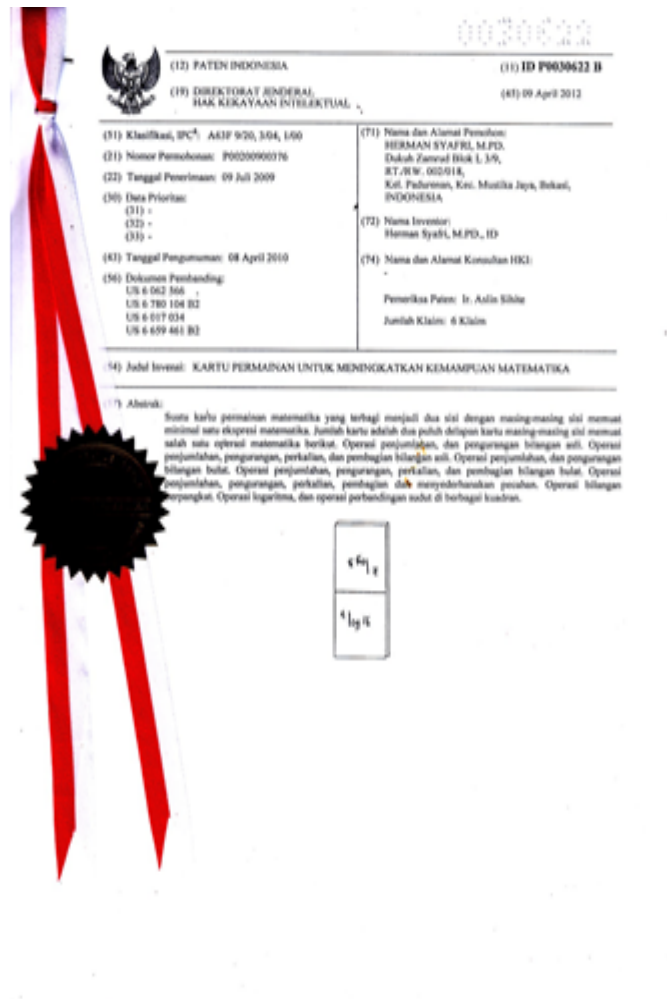 0030622
(12) PATEN INDONESIA
(11) ID P0030622 B
(19) DIREKTORAT JENDERAL
HAK KEKAYAAN INTELEKTUAL
(45) 09 April 2012
(51) Klasifikasi, IPC⁸: A63F 9/20, 3/04, 1/00
(21) Nomor Permohonan: P00200900376
(22) Tanggal Penerimaan: 09 Juli 2009
(30) Data Prioritas:
(31) -
(32) -
(33) -
(43) Tanggal Pengumuman: 08 April 2010
(56) Dokumen Pembanding:
US 6 062 366
US 6 780 104 B2
US 6 017 034
US 6 659 461 B2
(71) Nama dan Alamat Pemohon:
HERMAN SYAFRI, M.PD.
Dukuh Zamrud Blok L 3/9,
RT./RW. 002/018,
Kel. Padurenan, Kec. Mustika Jaya, Bekasi,
INDONESIA
(72) Nama Inventor:
Herman Syafri, M.PD., ID
(74) Nama dan Alamat Konsultan HKI:
-
Pemeriksa Paten: Ir. Aslin Sihite
Jumlah Klaim: 6 Klaim
54) Judul Invensi: KARTU PERMAINAN UNTUK MENINGKATKAN KEMAMPUAN MATEMATIKA
Abstrak:
Suatu kartu permainan matematika yang terbagi menjadi dua sisi dengan masing-masing sisi memuat
minimal satu ekspresi matematika. Jumlah kartu adalah dua puluh delapan kartu masing-masing sisi memuat
salah satu operasi matematika berikut. Operasi penjumlahan, dan pengurangan bilangan asli. Operasi
penjumlahan, pengurangan, perkalian, dan pembagian bilangan asli. Operasi penjumlahan, dan pengurangan
bilangan bulat. Operasi penjumlahan, pengurangan, perkalian, dan pembagian bilangan bulat. Operasi
penjumlahan, pengurangan, perkalian, pembagian dan menyederhanakan pecahan. Operasi bilangan
berpangkat. Operasi logaritma, dan operasi perbandingan sudut di berbagai kuadran.